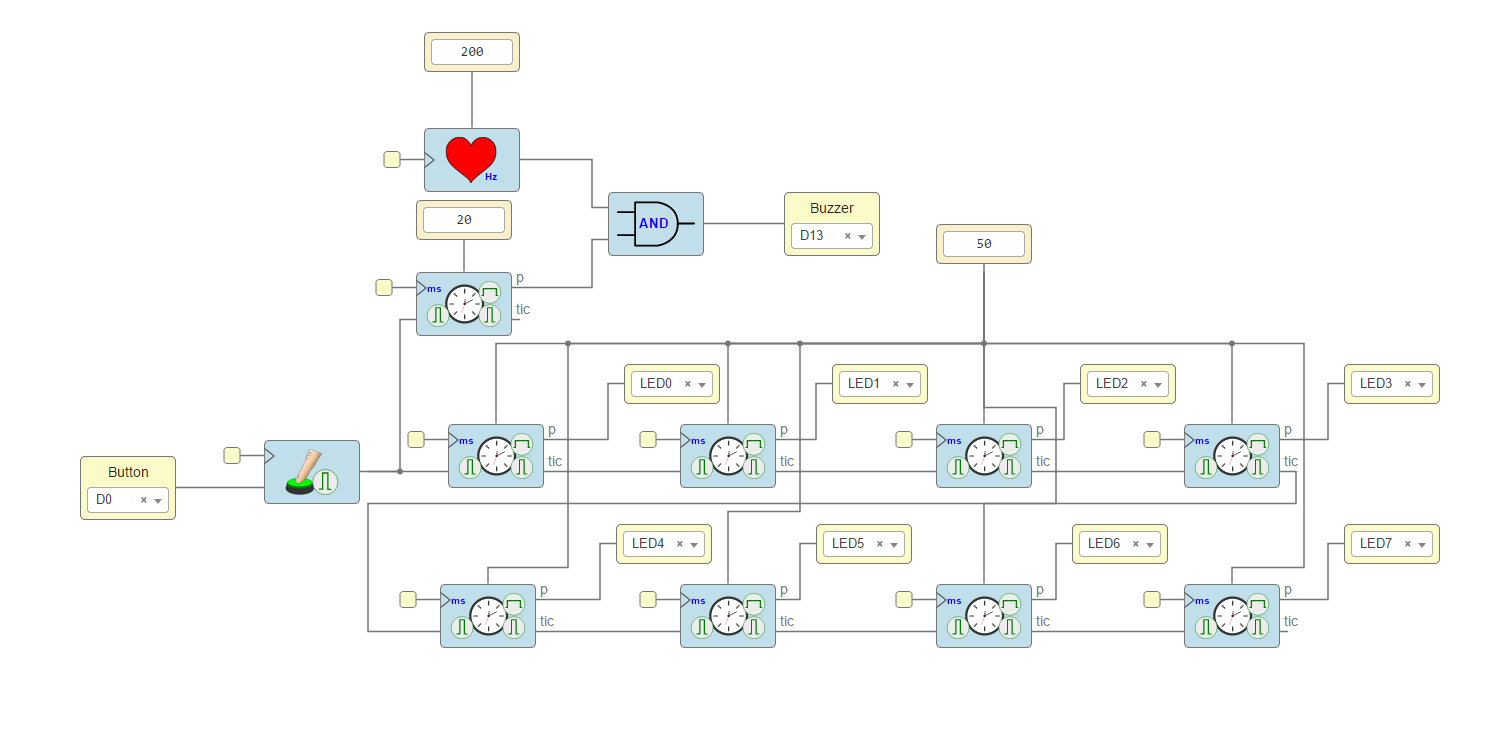 200
Hz
20
AND
Buzzer
D13 ×
50
p
ms
tic
LED0 ×
LED1 ×
LED2 ×
LED3 ×
ms
p
ms
p
ms
p
ms
p
tic
tic
tic
tic
Button
D0 ×
LED4 ×
LED5 ×
LED6 ×
LED7 ×
ms
p
ms
p
ms
p
ms
p
tic
tic
tic
tic